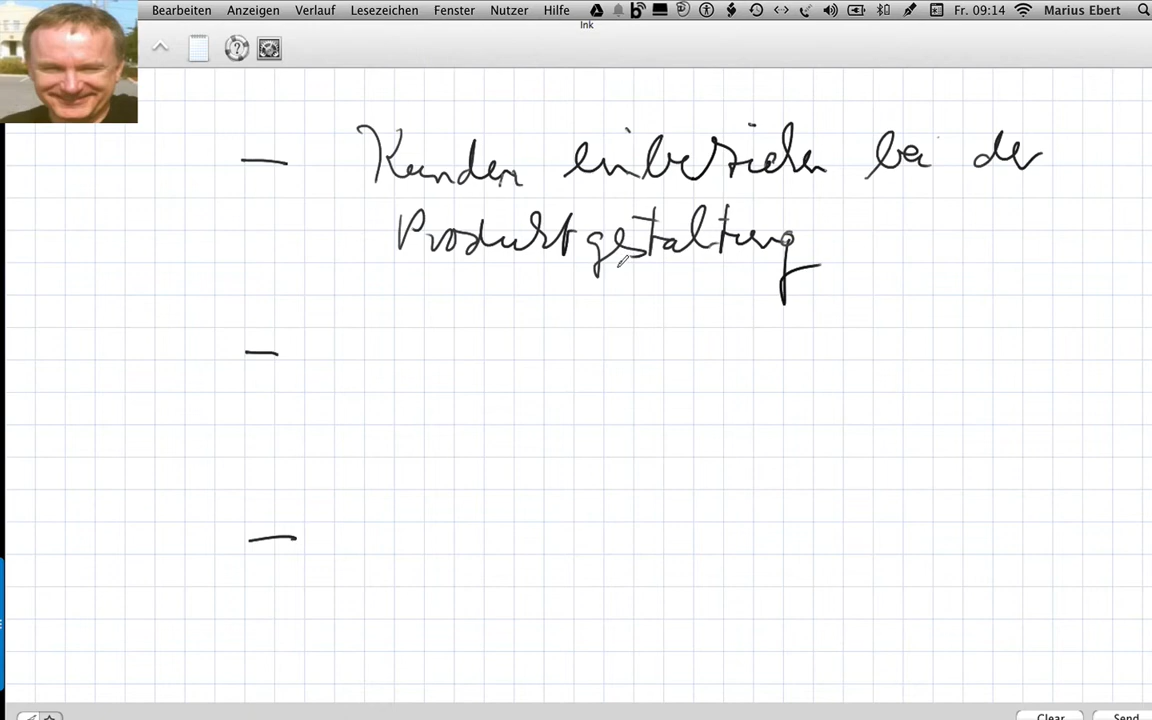 Bearbeiten Anzeigen Verlauf Lesezeichen Fenster Nutzer Hilfe Fr. 09:14 Marius Ebert
Ink
– Kunden einbeziehen bei der
Produktgestaltung
–
–
Clear Send